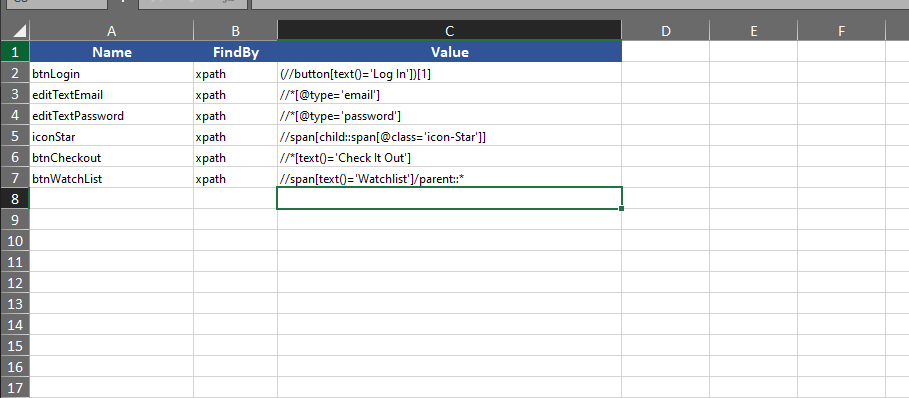 A B C D E F
1 Name FindBy Value
2 btnLogin xpath (//button[text()='Log In'])[1]
3 editTextEmail xpath //*[@type='email']
4 editTextPassword xpath //*[@type='password']
5 iconStar xpath //span[child::span[@class='icon-Star']]
6 btnCheckout xpath //*[text()='Check It Out']
7 btnWatchList xpath //span[text()='Watchlist']/parent::*
8
9
10
11
12
13
14
15
16
17